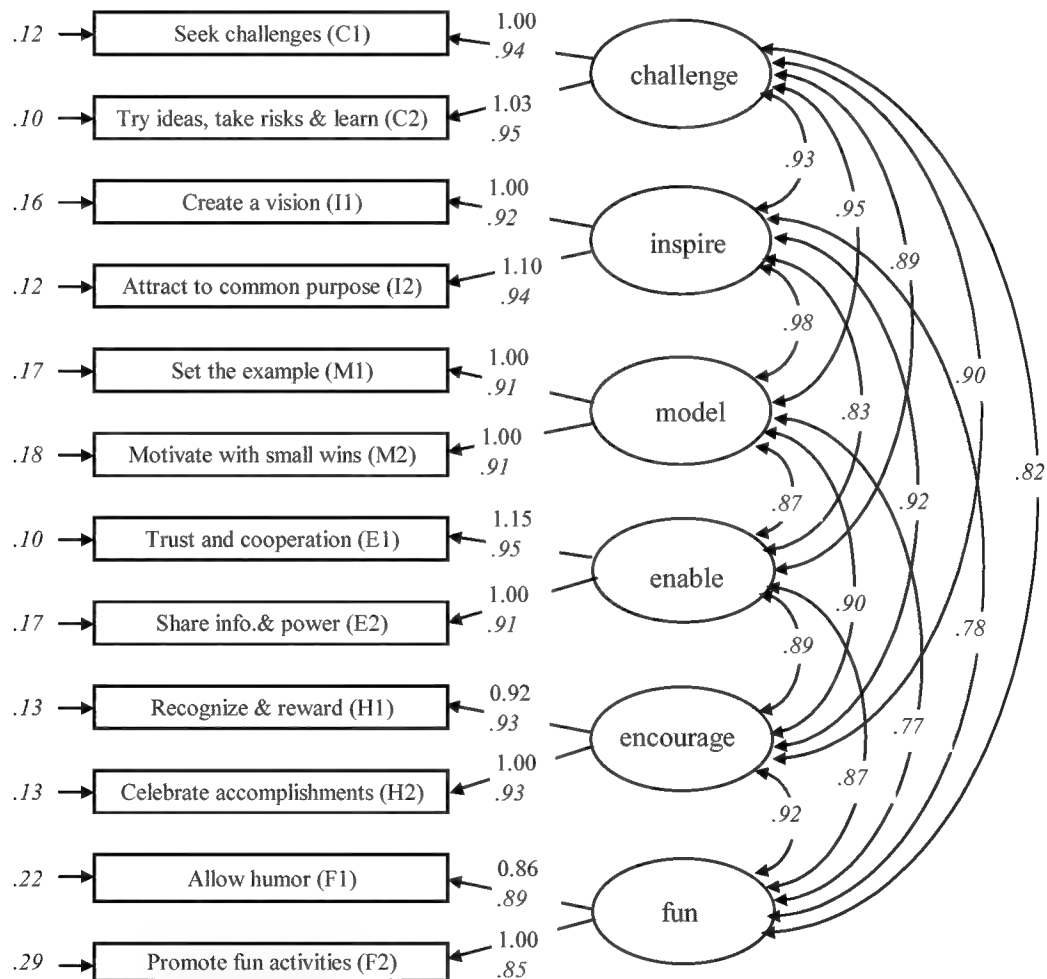 .12 Seek challenges (C1) 1.00
.94
challenge
.10 Try ideas, take risks & learn (C2) 1.03
.95
.93
.16 Create a vision (I1) 1.00
.92
.95
inspire
.89
.12 Attract to common purpose (I2) 1.10
.94
.98
.17 Set the example (M1) 1.00
.91
.90
model
.83
.18 Motivate with small wins (M2) 1.00
.91
.82
.87
.92
.10 Trust and cooperation (E1) 1.15
.95
enable
.17 Share info.& power (E2) 1.00
.91
.90
.89
.78
.13 Recognize & reward (H1) 0.92
.93
encourage
.77
.13 Celebrate accomplishments (H2) 1.00
.93
.87
.92
.22 Allow humor (F1) 0.86
.89
fun
.29 Promote fun activities (F2) 1.00
.85